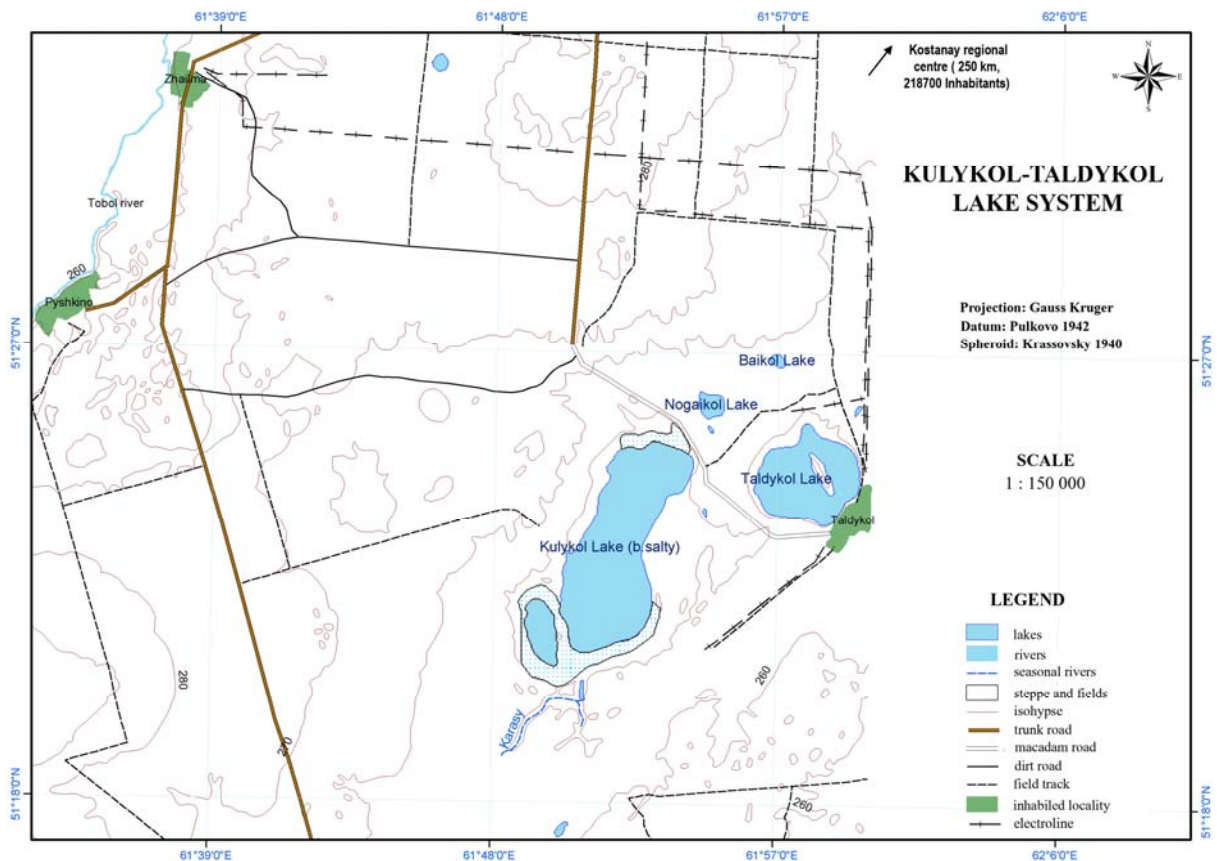 61°39'0"E
61°48'0"E
61°57'0"E
62°6'0"E
Kostanay regional
centre ( 250 km,
218700 Inhabitants)
N
W
E
S
Zhailma
280
KULYKOL-TALDYKOL
LAKE SYSTEM
Tobol river
260
Pyshkino
Projection: Gauss Kruger
Datum: Pulkovo 1942
Spheroid: Krassovsky 1940
51°27'0"N
51°27'0"N
Baikol Lake
Nogaikol Lake
SCALE
1 : 150 000
Taldykol Lake
Taldykol
Kulykol Lake (b.salty)
LEGEND
lakes
rivers
seasonal rivers
steppe and fields
isohypse
trunk road
macadam road
dirt road
field track
inhabiled locality
electroline
280
260
Karasy
270
260
51°18'0"N
51°18'0"N
61°39'0"E
61°48'0"E
61°57'0"E
62°6'0"E